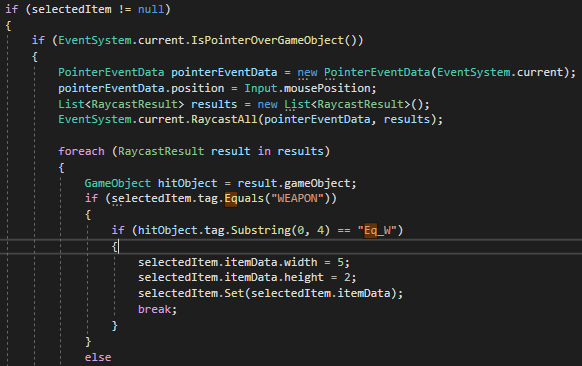 if (selectedItem != null)
{
if (EventSystem.current.IsPointerOverGameObject())
{
PointerEventData pointerEventData = new PointerEventData(EventSystem.current);
pointerEventData.position = Input.mousePosition;
List<RaycastResult> results = new List<RaycastResult>();
EventSystem.current.RaycastAll(pointerEventData, results);
foreach (RaycastResult result in results)
{
GameObject hitObject = result.gameObject;
if (selectedItem.tag.Equals("WEAPON"))
{
if (hitObject.tag.Substring(0, 4) == "Eq_W")
{
selectedItem.itemData.width = 5;
selectedItem.itemData.height = 2;
selectedItem.Set(selectedItem.itemData);
break;
}
}
else